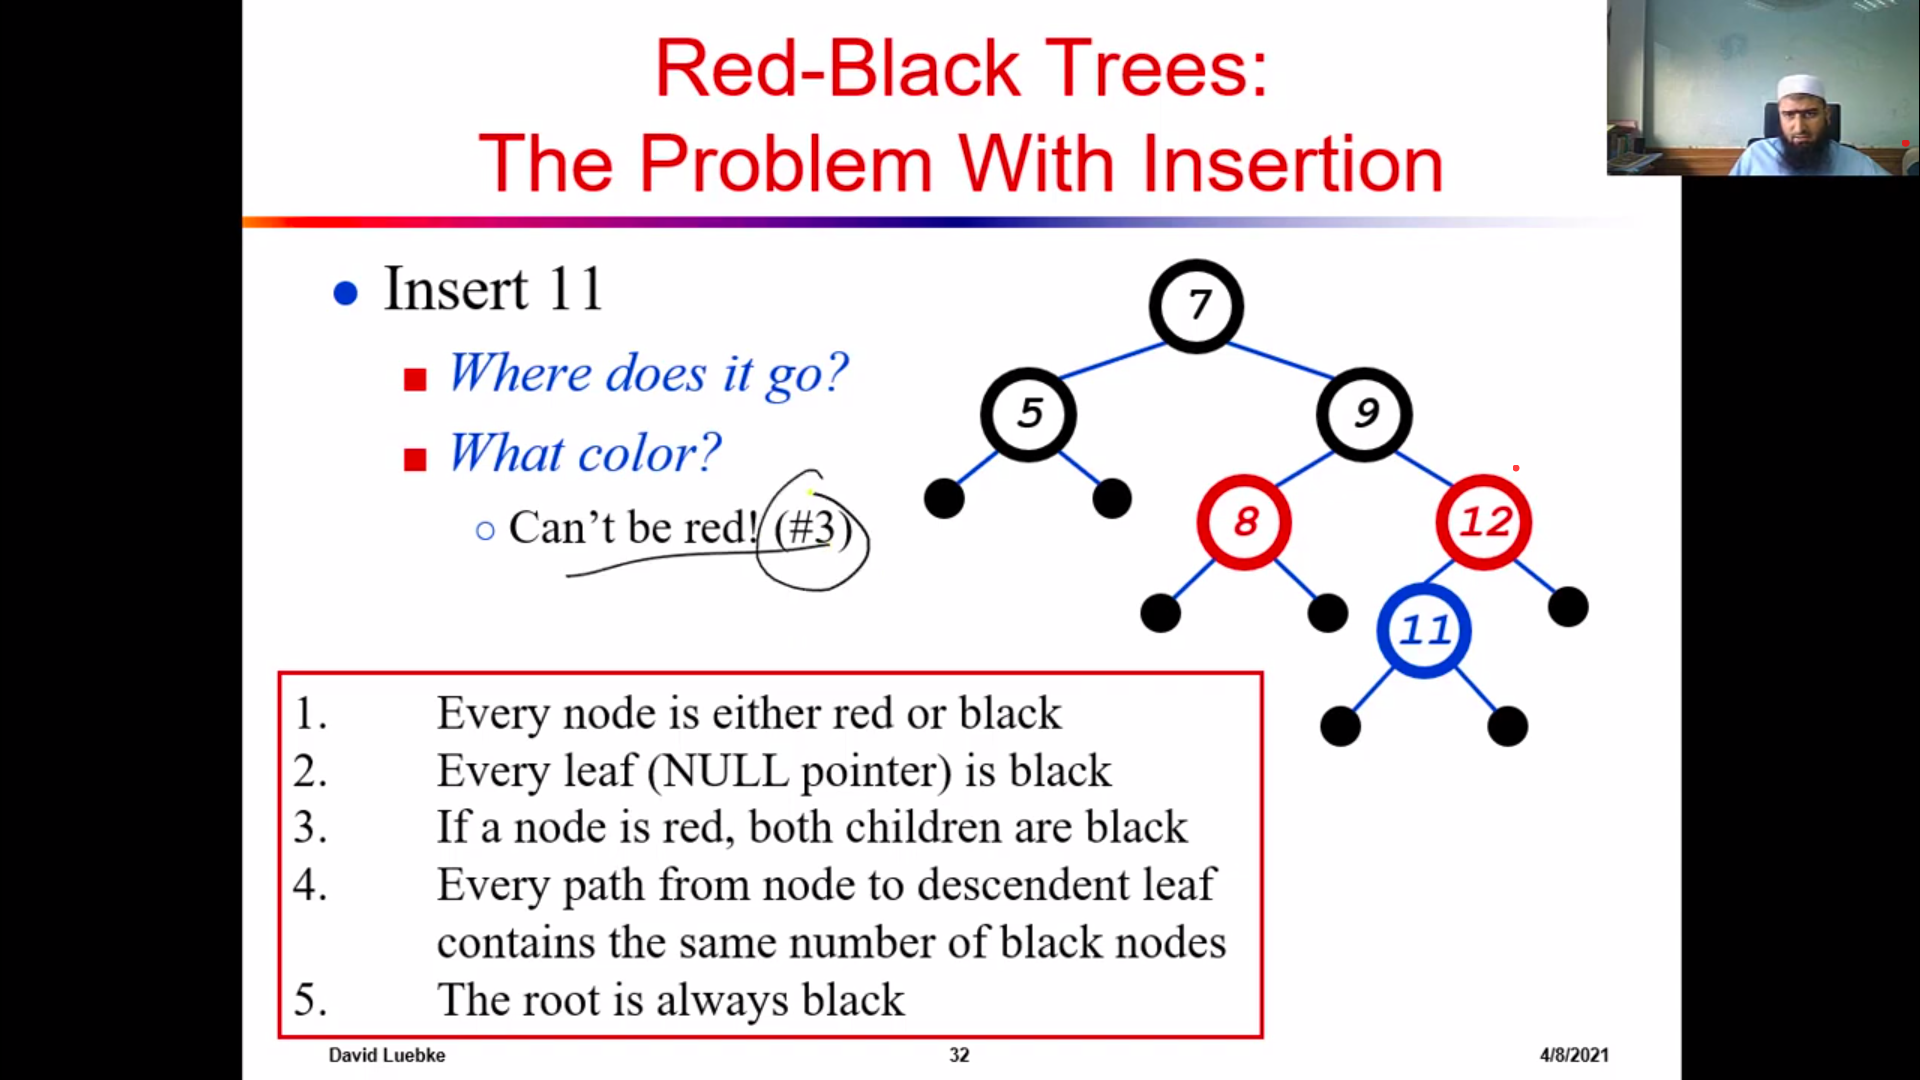 Red-Black Trees:
The Problem With Insertion
Insert 11
Where does it go?
What color?
Can't be red! (#3)
7
5
9
8
12
11
1. Every node is either red or black
2. Every leaf (NULL pointer) is black
3. If a node is red, both children are black
4. Every path from node to descendent leaf
contains the same number of black nodes
5. The root is always black
David Luebke
32
4/8/2021